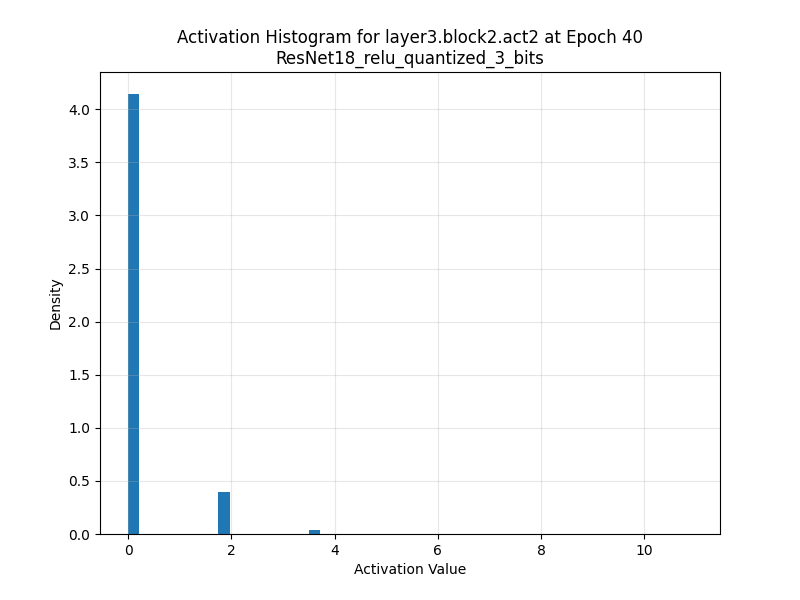 Activation Histogram for layer3.block2.act2 at Epoch 40
ResNet18_relu_quantized_3_bits
4.0
3.5
3.0
2.5
2.0
1.5
1.0
0.5
0.0
Density
0 2 4 6 8 10
Activation Value